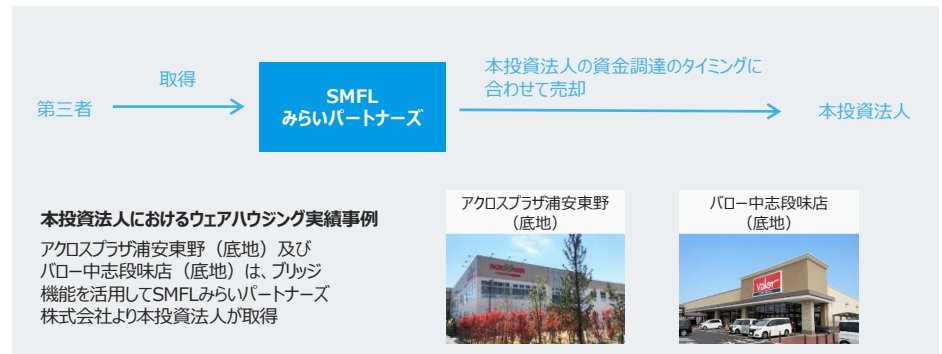 第三者
取得
SMFL
みらいパートナーズ
本投資法人の資金調達のタイミングに
合わせて売却
本投資法人
本投資法人におけるウェアハウジング実績事例
アクロスプラザ浦安東野（底地）及び
バロー中志段味店（底地）は、ブリッジ
機能を活用してSMFLみらいパートナーズ
株式会社より本投資法人が取得
アクロスプラザ浦安東野
（底地）
バロー中志段味店
（底地）
Valor